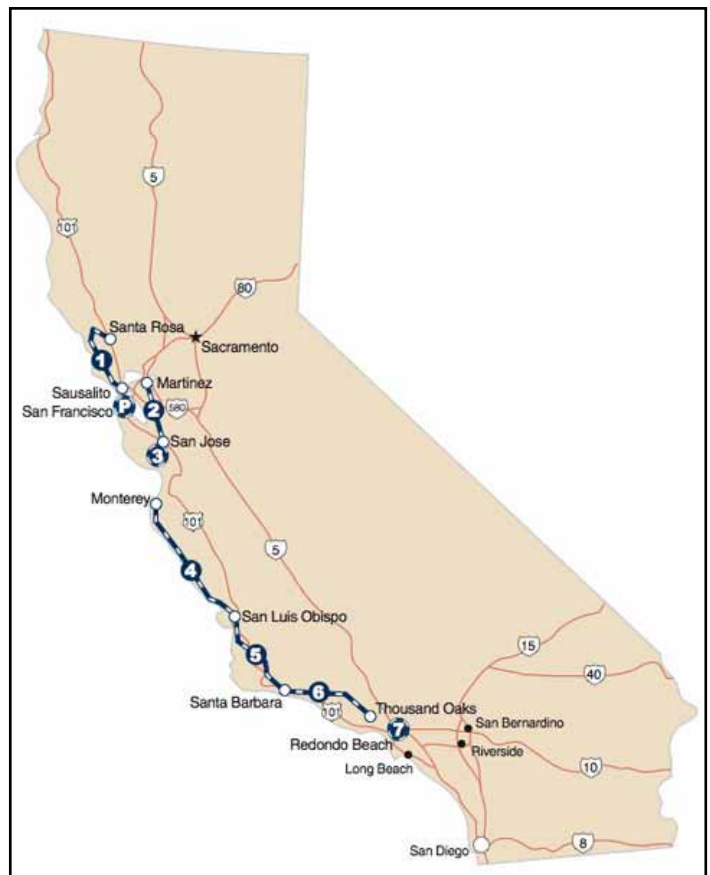 5
101
80
Santa Rosa
Sacramento
1
Martinez
Sausalito
San Francisco
P
2
580
San Jose
3
Monterey
101
5
4
San Luis Obispo
15
5
40
6
Santa Barbara
101
Thousand Oaks
7
San Bernardino
Redondo Beach
Riverside
Long Beach
10
San Diego
8